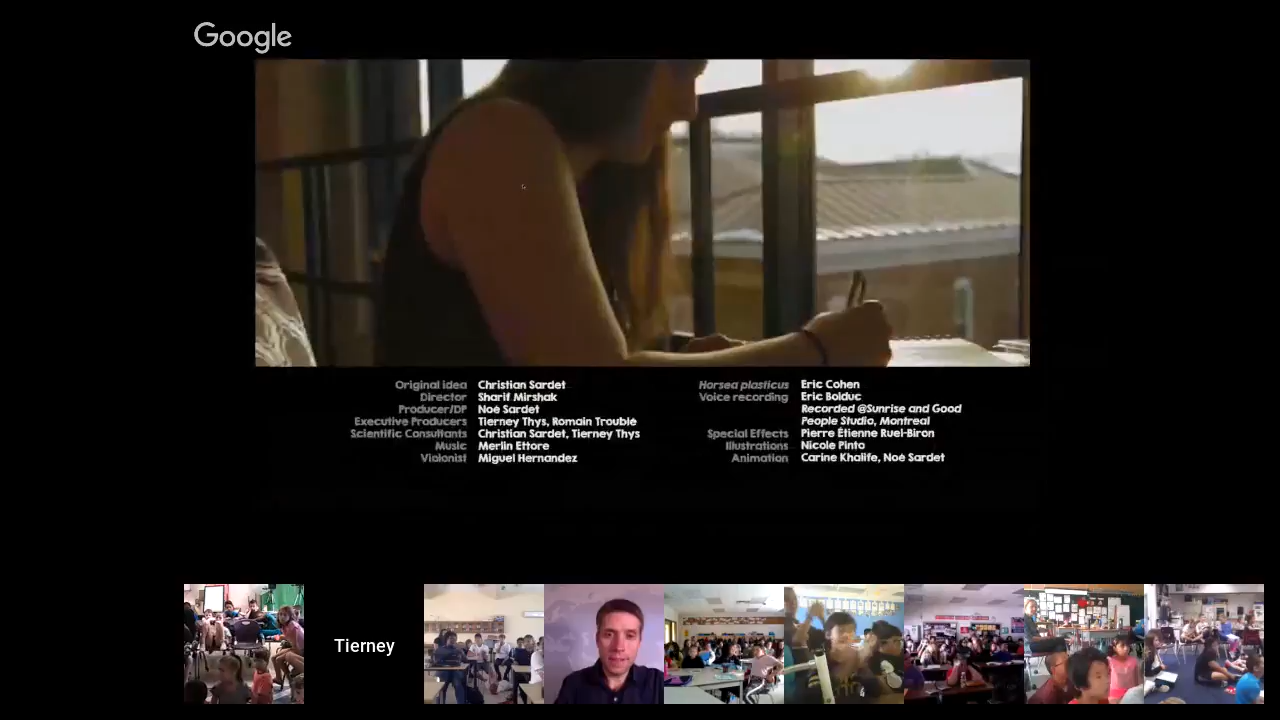 Google
Original idea Christian Sardet
Director Sharif Mirshak
Producer/DP Noé Sardet
Executive Producers Tierney Thys, Romain Troublé
Scientific Consultants Christian Sardet, Tierney Thys
Music Merlin Ettore
Violonist Miguel Hernandez
Horsea plasticus Eric Cohen
Voice recording Eric Bolduc
Recorded @Sunrise and Good
People Studio, Montreal
Special Effects Pierre Étienne Ruel-Biron
Illustrations Nicole Pinto
Animation Carine Khalife, Noé Sardet
Tierney